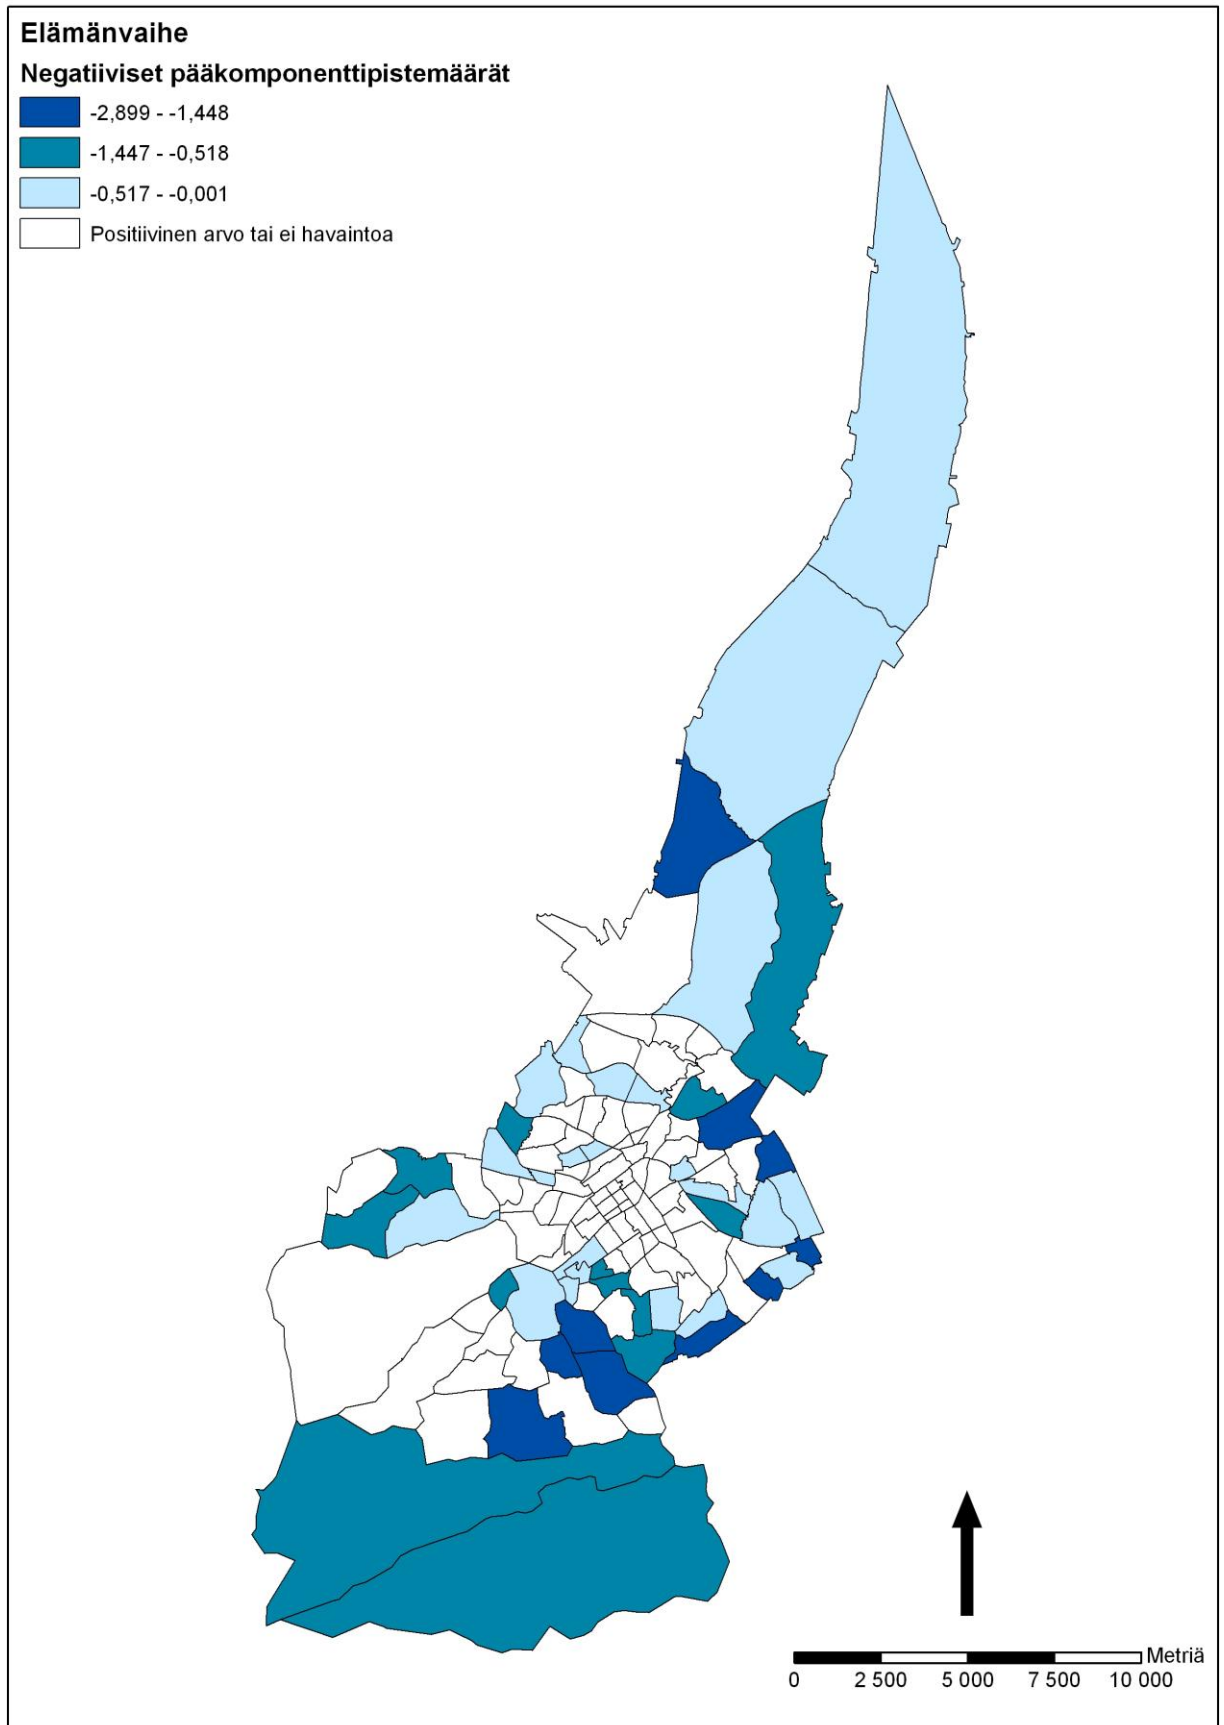 Elämänvaihe
Negatiiviset pääkomponenttipistemäärät
-2,899 - -1,448
-1,447 - -0,518
-0,517 - -0,001
Positiivinen arvo tai ei havaintoa
Metriä
0 2 500 5 000 7 500 10 000